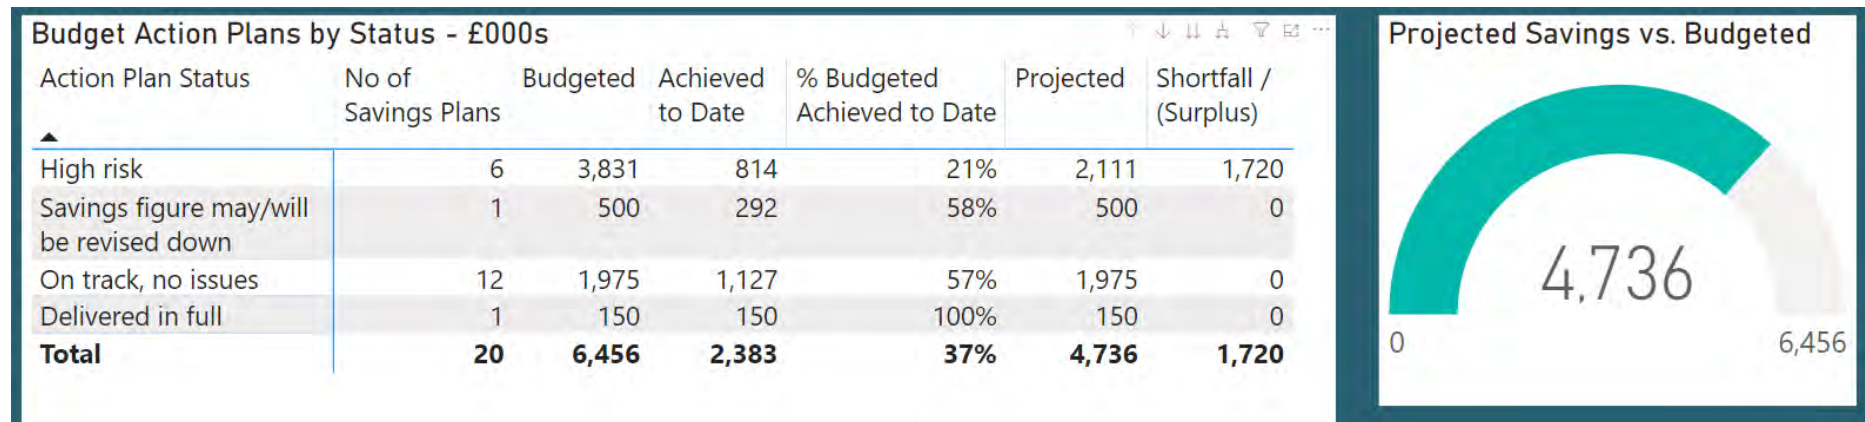 Budget Action Plans by Status - £000s
Action Plan Status No of Savings Plans Budgeted Achieved to Date % Budgeted Achieved to Date Projected Shortfall / (Surplus)
High risk 6 3,831 814 21% 2,111 1,720
Savings figure may/will be revised down 1 500 292 58% 500 0
On track, no issues 12 1,975 1,127 57% 1,975 0
Delivered in full 1 150 150 100% 150 0
Total 20 6,456 2,383 37% 4,736 1,720
Projected Savings vs. Budgeted
4,736
0 6,456